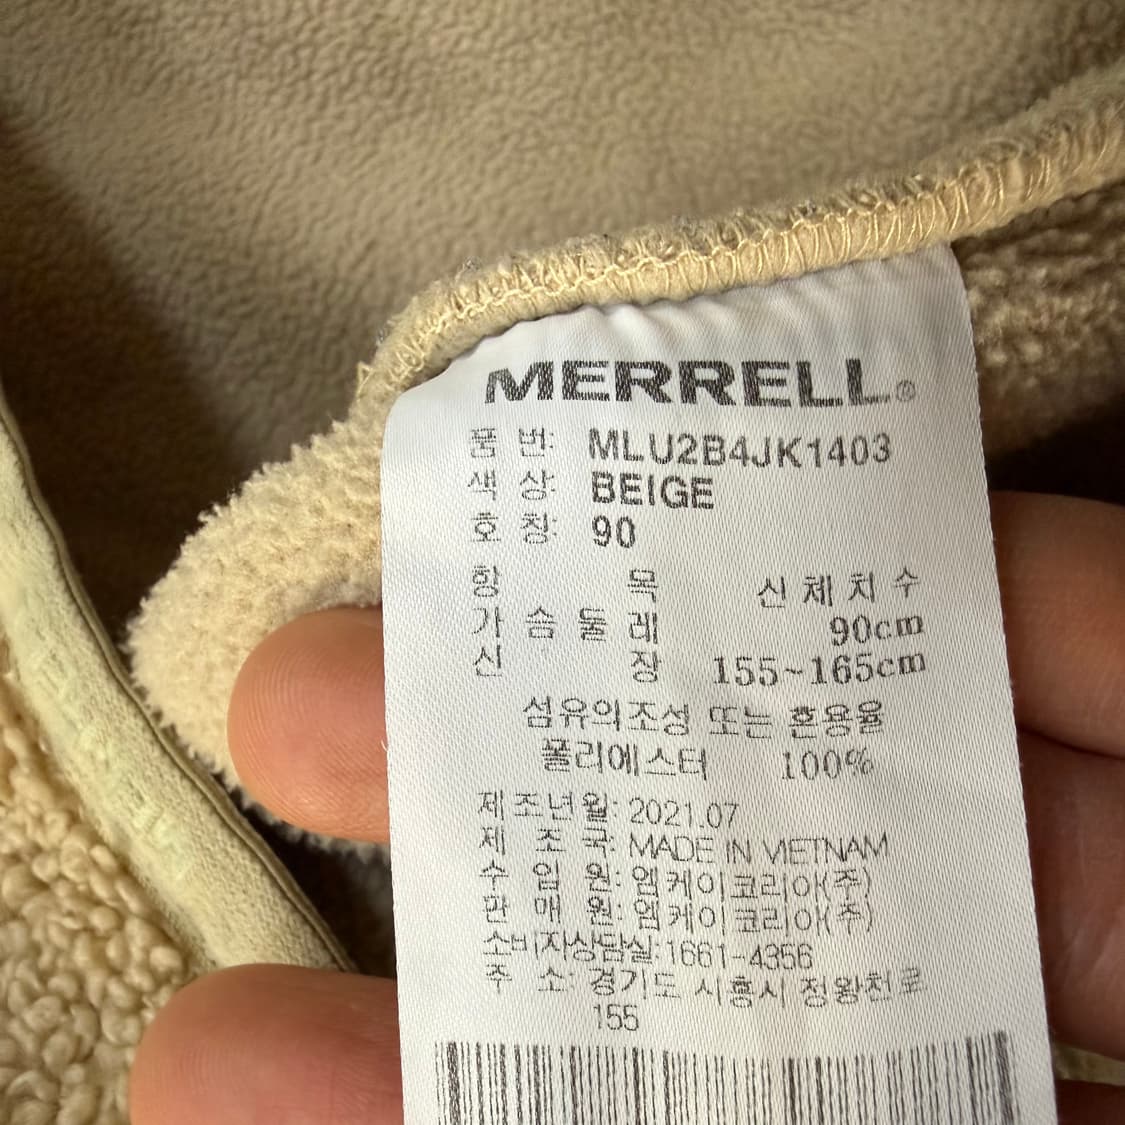 MERRELL®
품 번: MLU2B4JK1403
색 상: BEIGE
호 칭: 90
항 목 신체치수
가슴둘레 90cm
신 장 155~165cm
섬유의조성 또는 혼용율
폴리에스터 100%
제조년월: 2021.07
제 조 국: MADE IN VIETNAM
수 입 원: 엠케이코리아(주)
판 매 원: 엠케이코리아(주)
소비자상담실:1661-4356
주 소: 경기도 시흥시 정왕천로
155